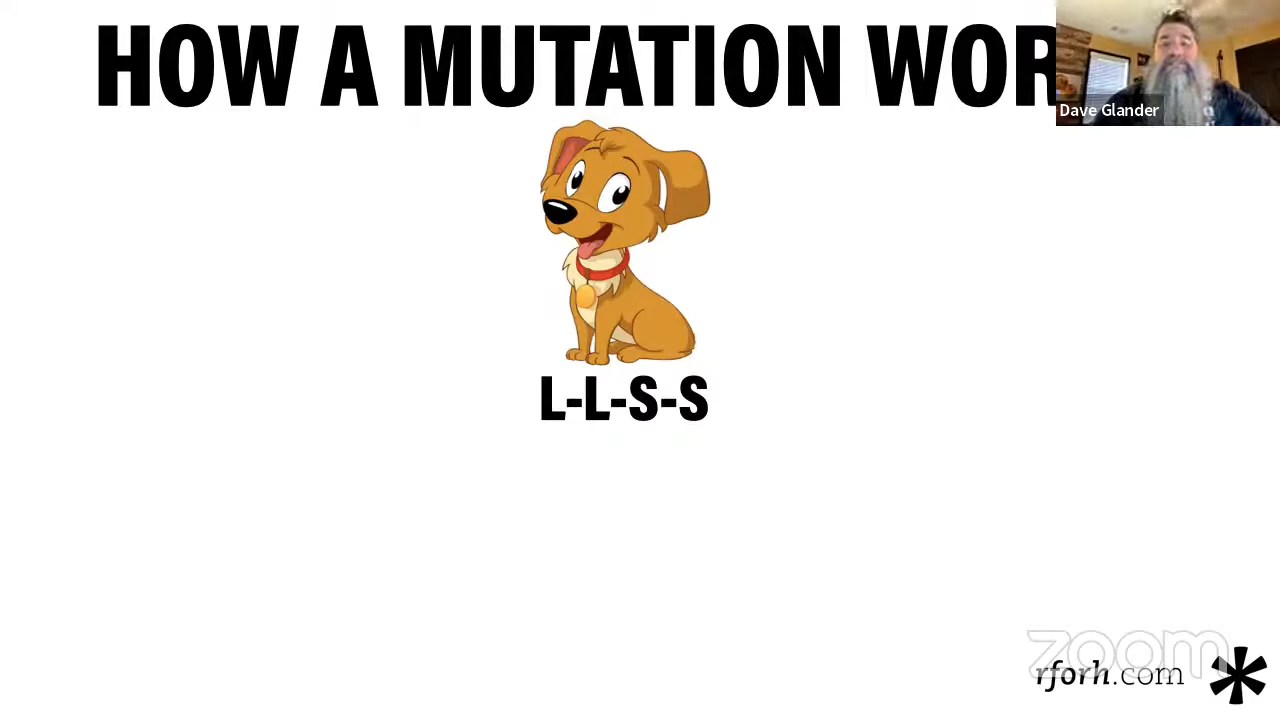 HOW A MUTATION WOR
Dave Glander
L-L-S-S
zoom
rforh.com